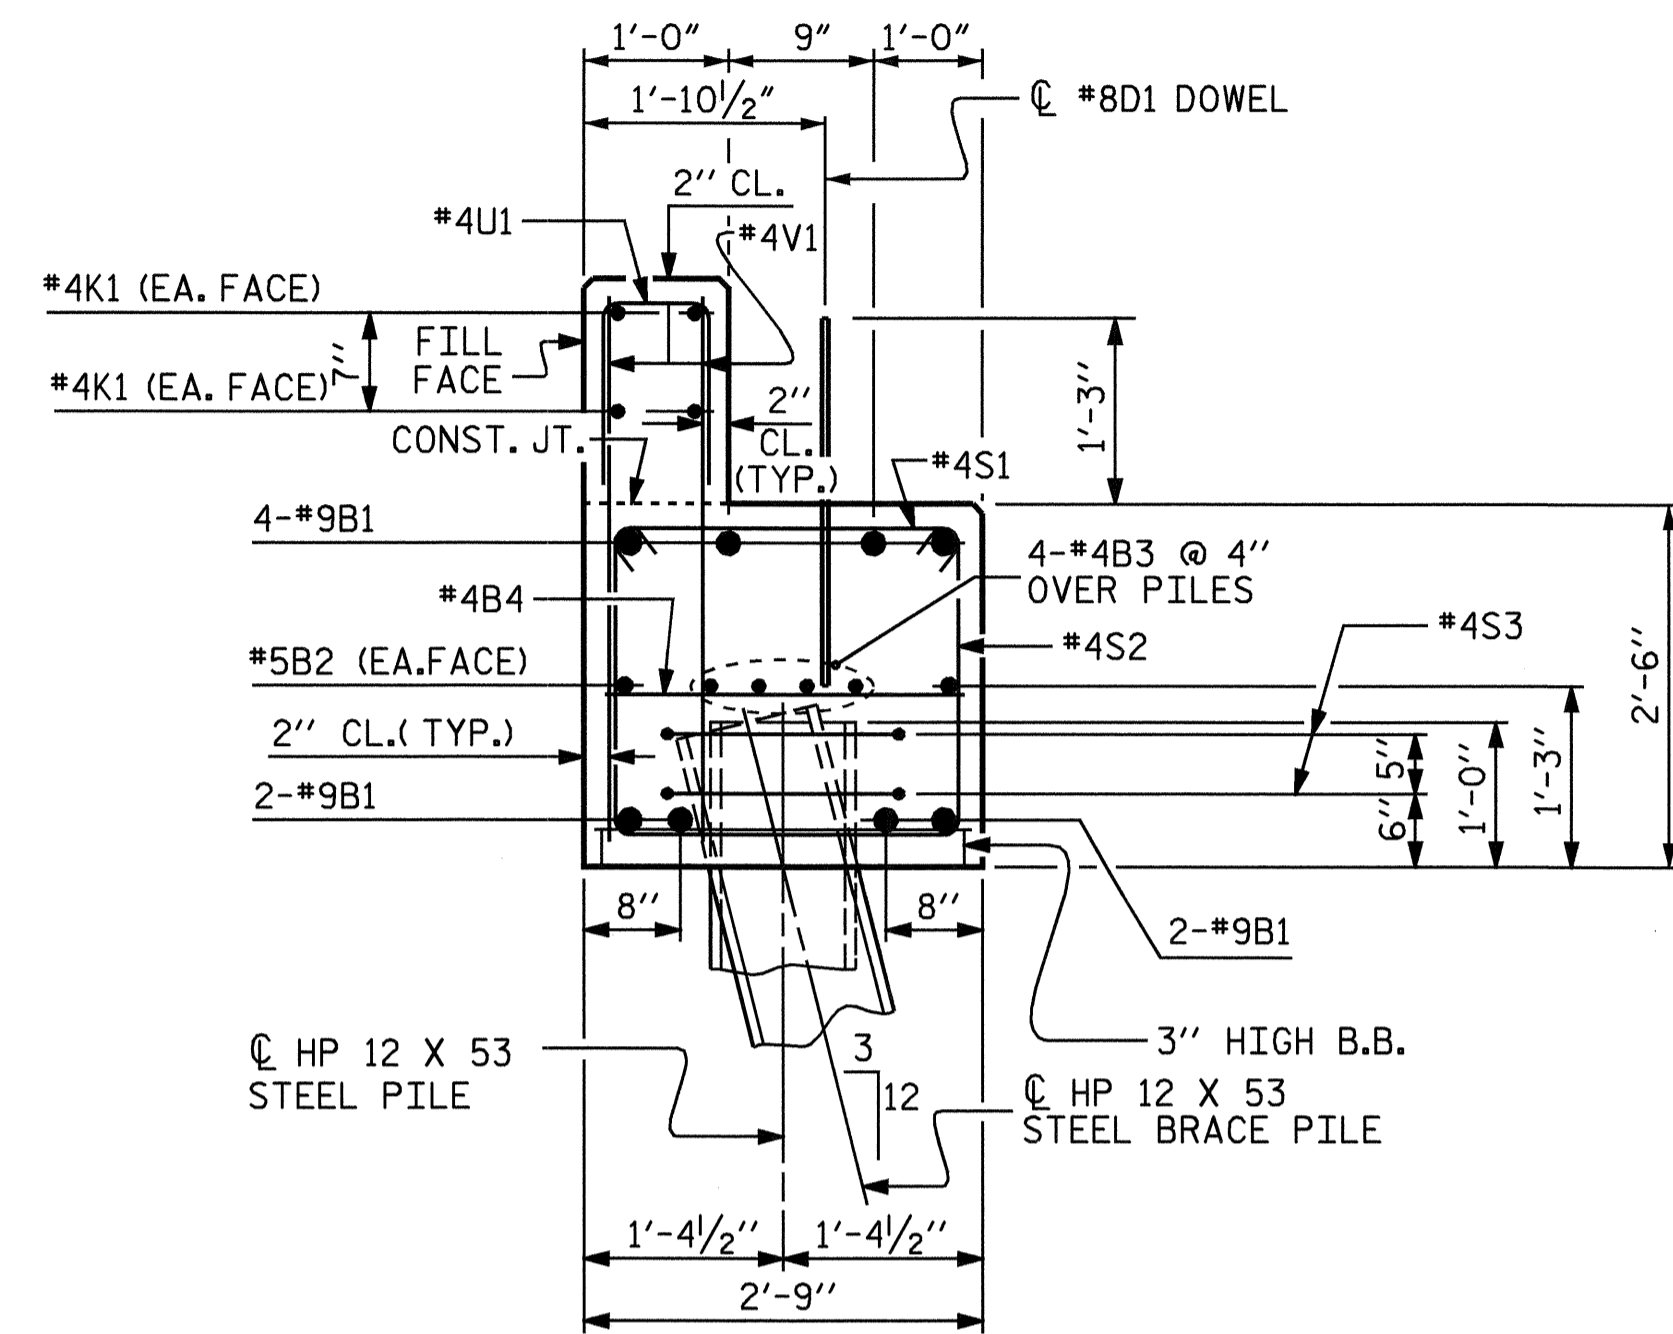 1'-0" 9" 1'-0"
1'-10½"
℄ #8D1 DOWEL
2" CL.
#4U1
#4V1
#4K1 (EA. FACE)
7"
FILL
FACE
#4K1 (EA. FACE)
2"
CL.
(TYP.)
1'-3"
CONST. JT.
#4S1
4-#9B1
4-#4B3 @ 4"
OVER PILES
#4B4
#4S3
#4S2
#5B2 (EA.FACE)
2'-6"
2" CL.( TYP.)
5"
1'-0"
1'-3"
2-#9B1
6"
8" 8"
2-#9B1
3" HIGH B.B.
℄ HP 12 X 53
STEEL PILE
3
12
℄ HP 12 X 53
STEEL BRACE PILE
1'-4½" 1'-4½"
2'-9"